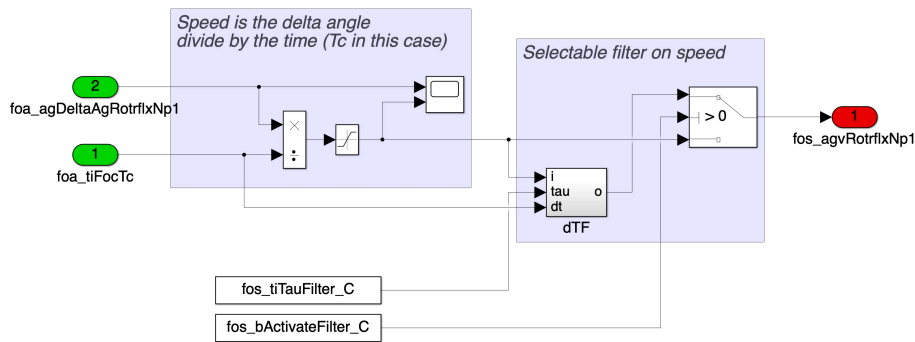 Speed is the delta angle
divide by the time (Tc in this case)
Selectable filter on speed
2
foa_agDeltaAgRotrflxNp1
×
÷
> 0
1
fos_agvRotrflxNp1
1
foa_tiFocTc
i
tau o
dt
dTF
fos_tiTauFilter_C
fos_bActivateFilter_C